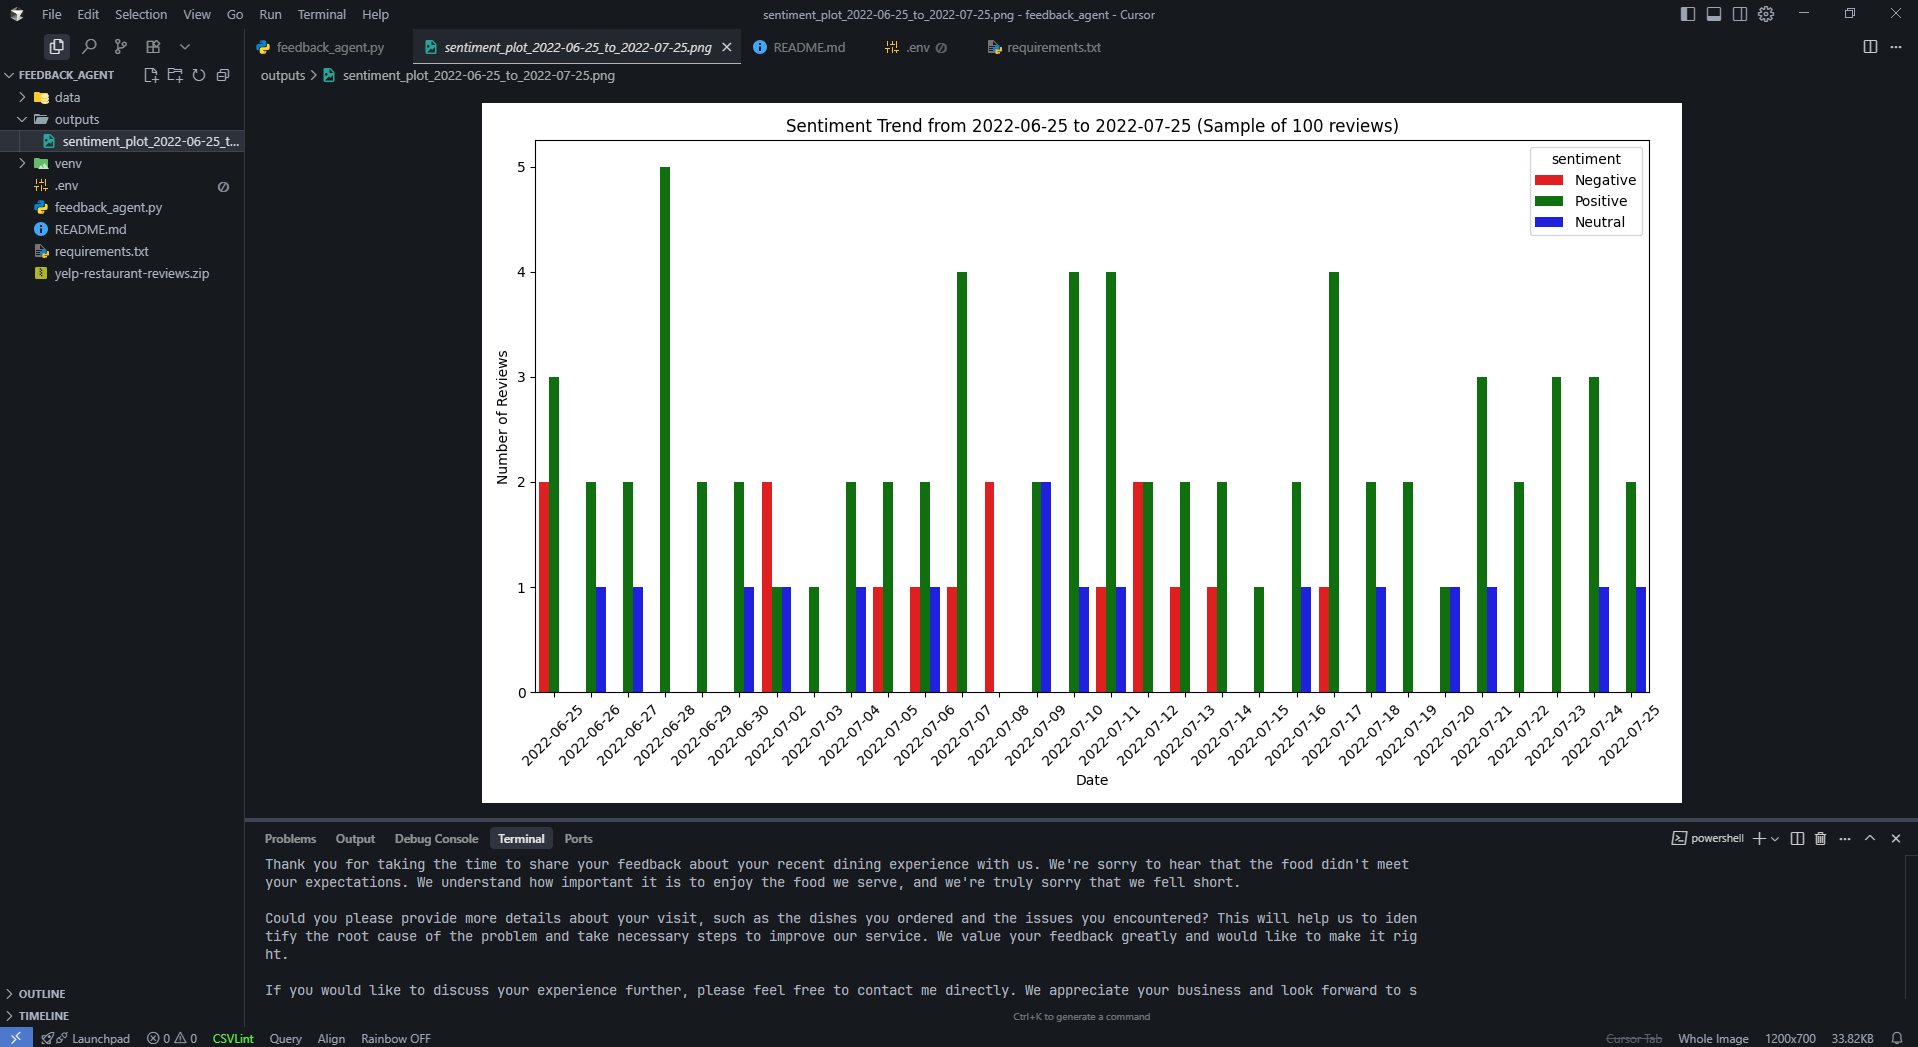 File Edit Selection View Go Run Terminal Help
sentiment_plot_2022-06-25_to_2022-07-25.png - feedback_agent - Cursor
feedback_agent.py
sentiment_plot_2022-06-25_to_2022-07-25.png
README.md
.env
requirements.txt
FEEDBACK_AGENT
data
outputs
sentiment_plot_2022-06-25_t...
venv
.env
feedback_agent.py
README.md
requirements.txt
yelp-restaurant-reviews.zip
OUTLINE
TIMELINE
outputs > sentiment_plot_2022-06-25_to_2022-07-25.png
Sentiment Trend from 2022-06-25 to 2022-07-25 (Sample of 100 reviews)
sentiment
Negative
Positive
Neutral
Number of Reviews
5
4
3
2
1
0
2022-06-25
2022-06-26
2022-06-27
2022-06-28
2022-06-29
2022-06-30
2022-07-02
2022-07-03
2022-07-04
2022-07-05
2022-07-06
2022-07-07
2022-07-08
2022-07-09
2022-07-10
2022-07-11
2022-07-12
2022-07-13
2022-07-14
2022-07-15
2022-07-16
2022-07-17
2022-07-18
2022-07-19
2022-07-20
2022-07-21
2022-07-22
2022-07-23
2022-07-24
2022-07-25
Date
Problems Output Debug Console Terminal Ports
powershell
Thank you for taking the time to share your feedback about your recent dining experience with us. We're sorry to hear that the food didn't meet
your expectations. We understand how important it is to enjoy the food we serve, and we're truly sorry that we fell short.
Could you please provide more details about your visit, such as the dishes you ordered and the issues you encountered? This will help us to iden
tify the root cause of the problem and take necessary steps to improve our service. We value your feedback greatly and would like to make it rig
ht.
If you would like to discuss your experience further, please feel free to contact me directly. We appreciate your business and look forward to s
Ctrl+K to generate a command
Launchpad 0 0 CSVLint Query Align Rainbow OFF
Cursor Tab Whole Image 1200x700 33.82KB